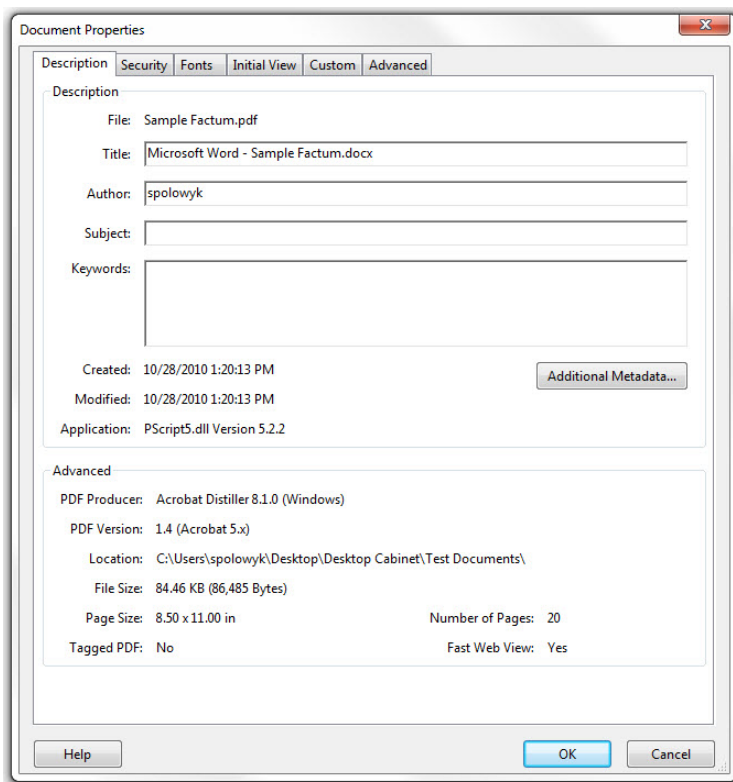 Document Properties
Description Security Fonts Initial View Custom Advanced
Description
File: Sample Factum.pdf
Title: Microsoft Word - Sample Factum.docx
Author: spolowyk
Subject:
Keywords:
Created: 10/28/2010 1:20:13 PM
Additional Metadata...
Modified: 10/28/2010 1:20:13 PM
Application: PScript5.dll Version 5.2.2
Advanced
PDF Producer: Acrobat Distiller 8.1.0 (Windows)
PDF Version: 1.4 (Acrobat 5.x)
Location: C:\Users\spolowyk\Desktop\Desktop Cabinet\Test Documents\
File Size: 84.46 KB (86,485 Bytes)
Page Size: 8.50 x 11.00 in Number of Pages: 20
Tagged PDF: No Fast Web View: Yes
Help OK Cancel